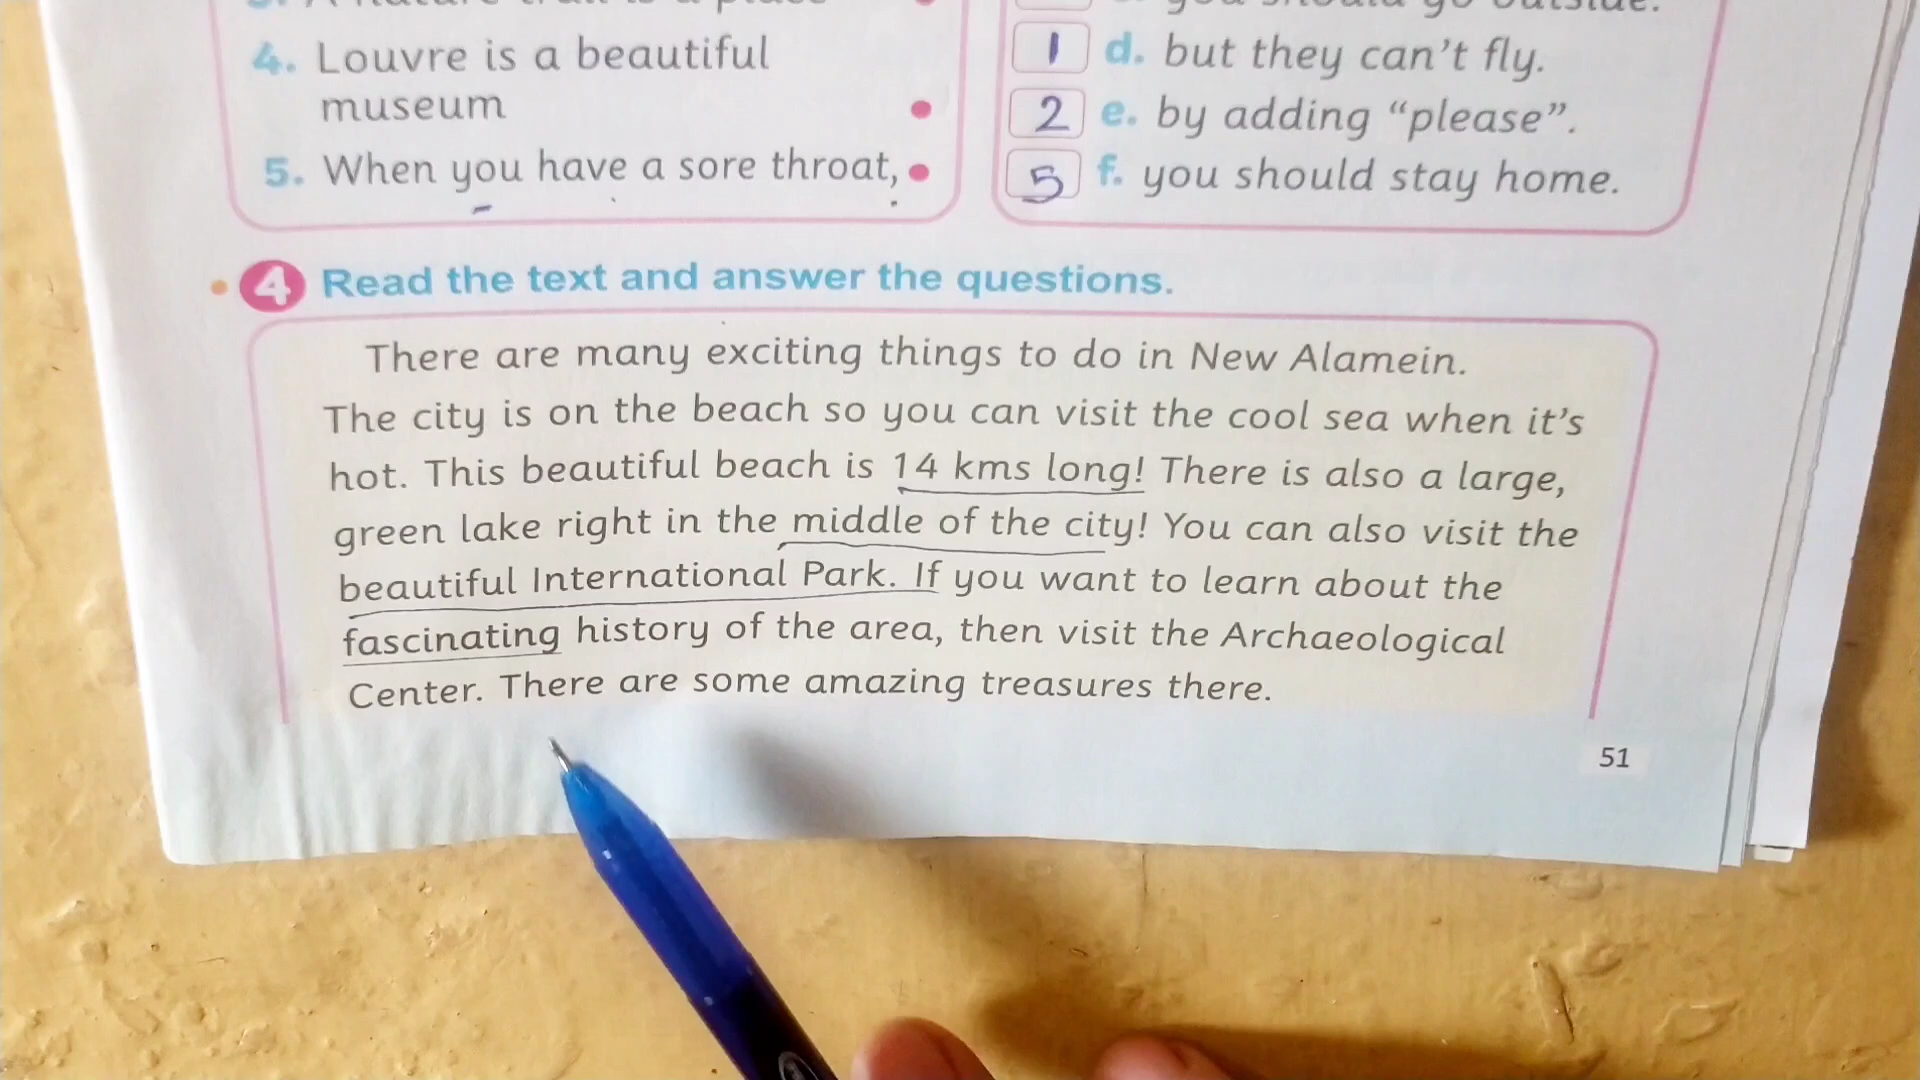 4. Louvre is a beautiful
museum
5. When you have a sore throat,
1 d. but they can't fly.
2 e. by adding "please".
5 f. you should stay home.
4 Read the text and answer the questions.
There are many exciting things to do in New Alamein.
The city is on the beach so you can visit the cool sea when it's
hot. This beautiful beach is 14 kms long! There is also a large,
green lake right in the middle of the city! You can also visit the
beautiful International Park. If you want to learn about the
fascinating history of the area, then visit the Archaeological
Center. There are some amazing treasures there.
51